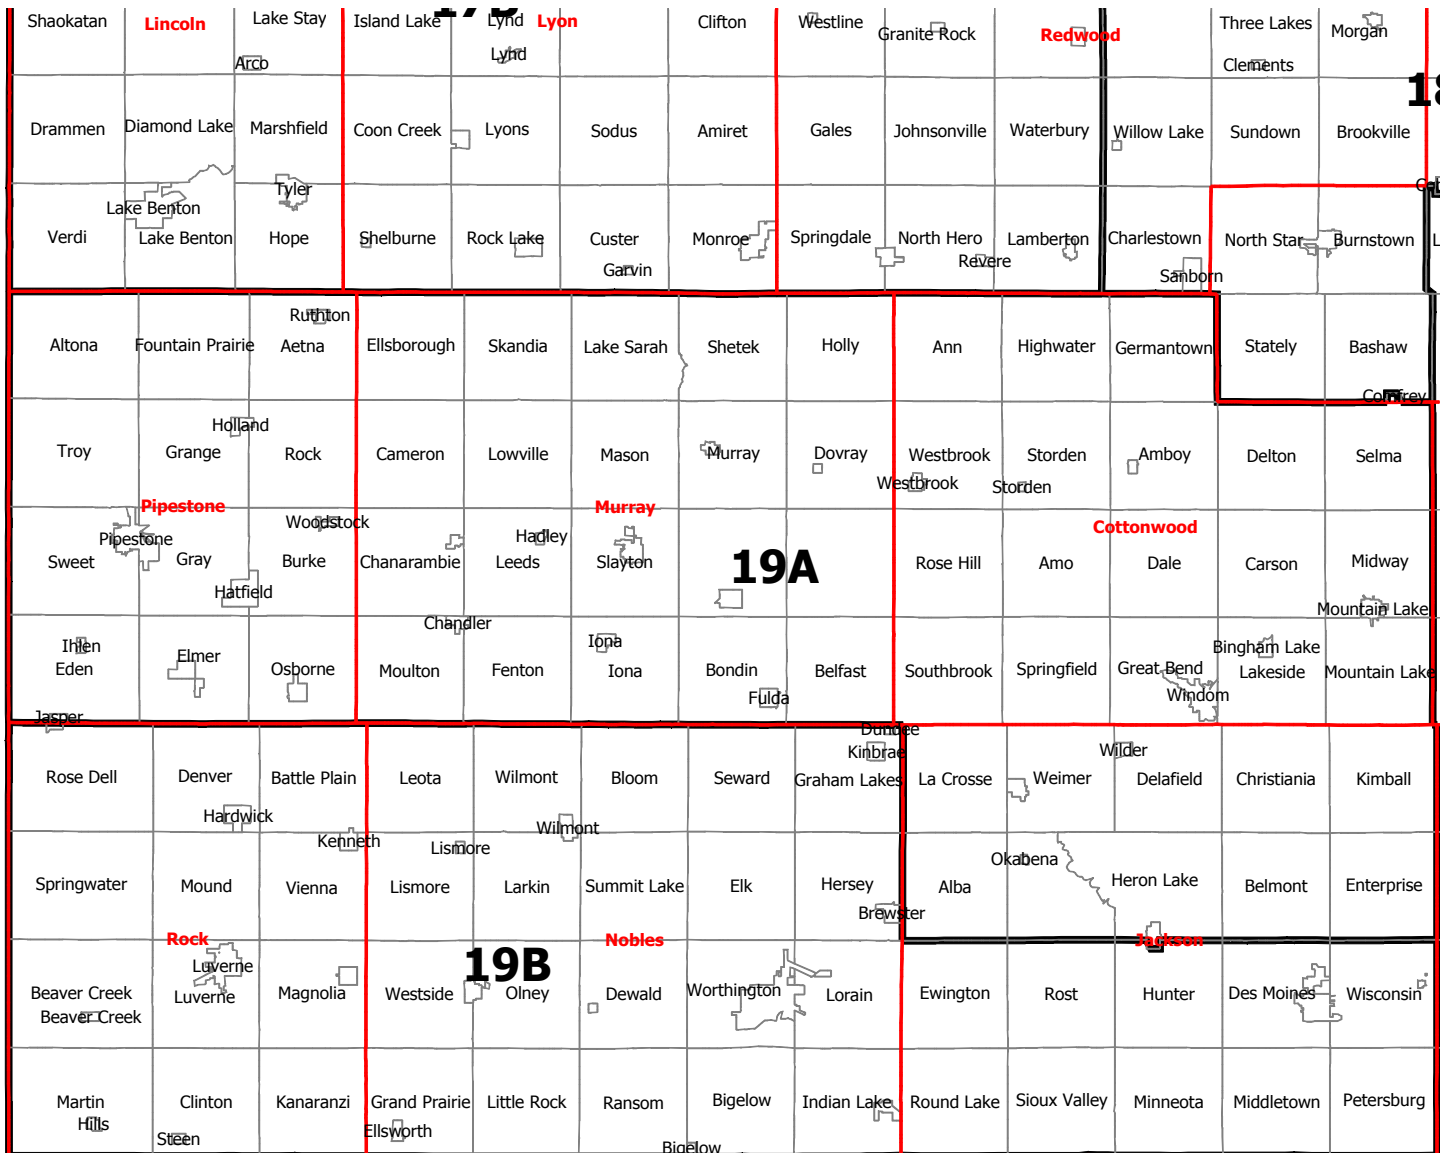 Shaokatan
Lincoln
Lake Stay
Island Lake
Lynd
Lyon
Clifton
Westline
Granite Rock
Redwood
Three Lakes
Morgan
Arco
Lynd
Clements
Drammen
Diamond Lake
Marshfield
Coon Creek
Lyons
Sodus
Amiret
Gales
Johnsonville
Waterbury
Willow Lake
Sundown
Brookville
Tyler
Lake Benton
Verdi
Lake Benton
Hope
Shelburne
Rock Lake
Custer
Monroe
Springdale
North Hero
Lamberton
Charlestown
North Star
Burnstown
Garvin
Revere
Sanborn
Ruthton
Altona
Fountain Prairie
Aetna
Ellsborough
Skandia
Lake Sarah
Shetek
Holly
Ann
Highwater
Germantown
Stately
Bashaw
Comfrey
Holland
Troy
Grange
Rock
Cameron
Lowville
Mason
Murray
Dovray
Westbrook
Storden
Amboy
Delton
Selma
Westbrook
Storden
Pipestone
Murray
Cottonwood
Woodstock
Pipestone
Hadley
Sweet
Gray
Burke
Chanarambie
Leeds
Slayton
19A
Rose Hill
Amo
Dale
Carson
Midway
Hatfield
Mountain Lake
Chandler
Ihlen
Iona
Bingham Lake
Eden
Elmer
Osborne
Moulton
Fenton
Iona
Bondin
Belfast
Southbrook
Springfield
Great Bend
Lakeside
Mountain Lake
Fulda
Windom
Jasper
Dundee
Kinbrae
Wilder
Rose Dell
Denver
Battle Plain
Leota
Wilmont
Bloom
Seward
Graham Lakes
La Crosse
Weimer
Delafield
Christiania
Kimball
Hardwick
Wilmont
Kenneth
Lismore
Okabena
Springwater
Mound
Vienna
Lismore
Larkin
Summit Lake
Elk
Hersey
Alba
Heron Lake
Belmont
Enterprise
Brewster
Rock
Nobles
Jackson
Luverne
19B
Beaver Creek
Luverne
Magnolia
Westside
Olney
Dewald
Worthington
Lorain
Ewington
Rost
Hunter
Des Moines
Wisconsin
Beaver Creek
Martin
Clinton
Kanaranzi
Grand Prairie
Little Rock
Ransom
Bigelow
Indian Lake
Round Lake
Sioux Valley
Minneota
Middletown
Petersburg
Hills
Steen
Ellsworth
Bigelow